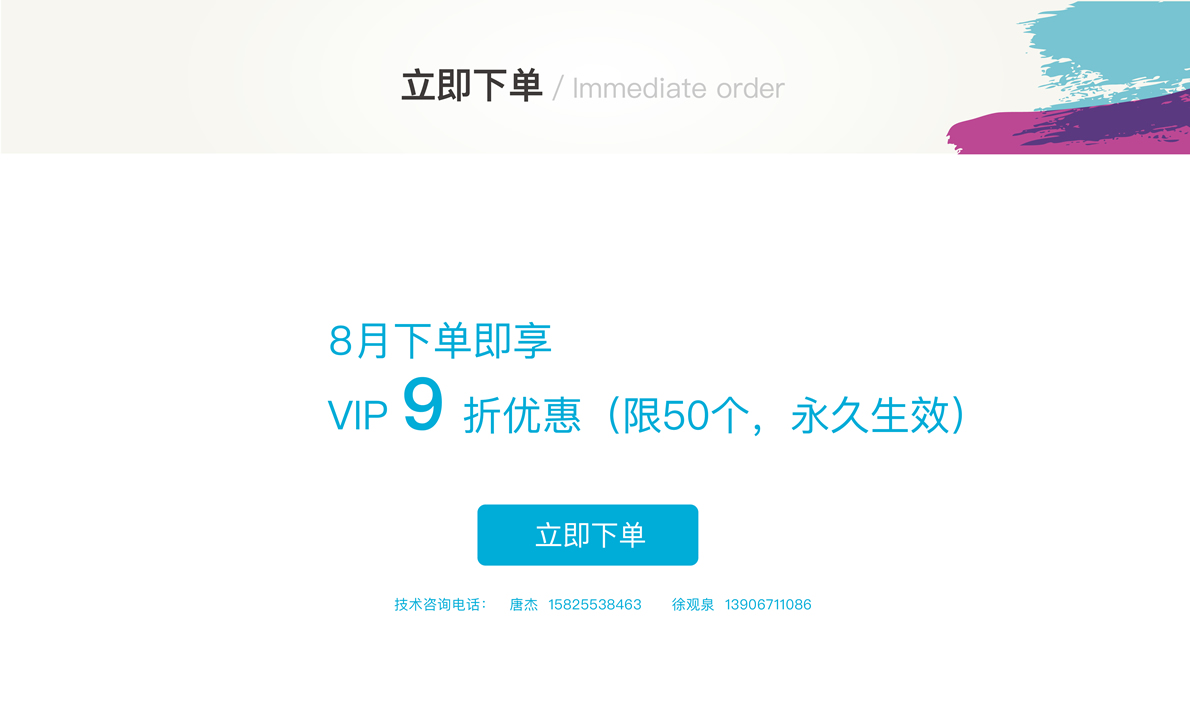 立即下单 / Immediate order
8月下单即享
VIP 9 折优惠（限50个，永久生效）
立即下单
技术咨询电话： 唐杰 15825538463 徐观泉 13906711086